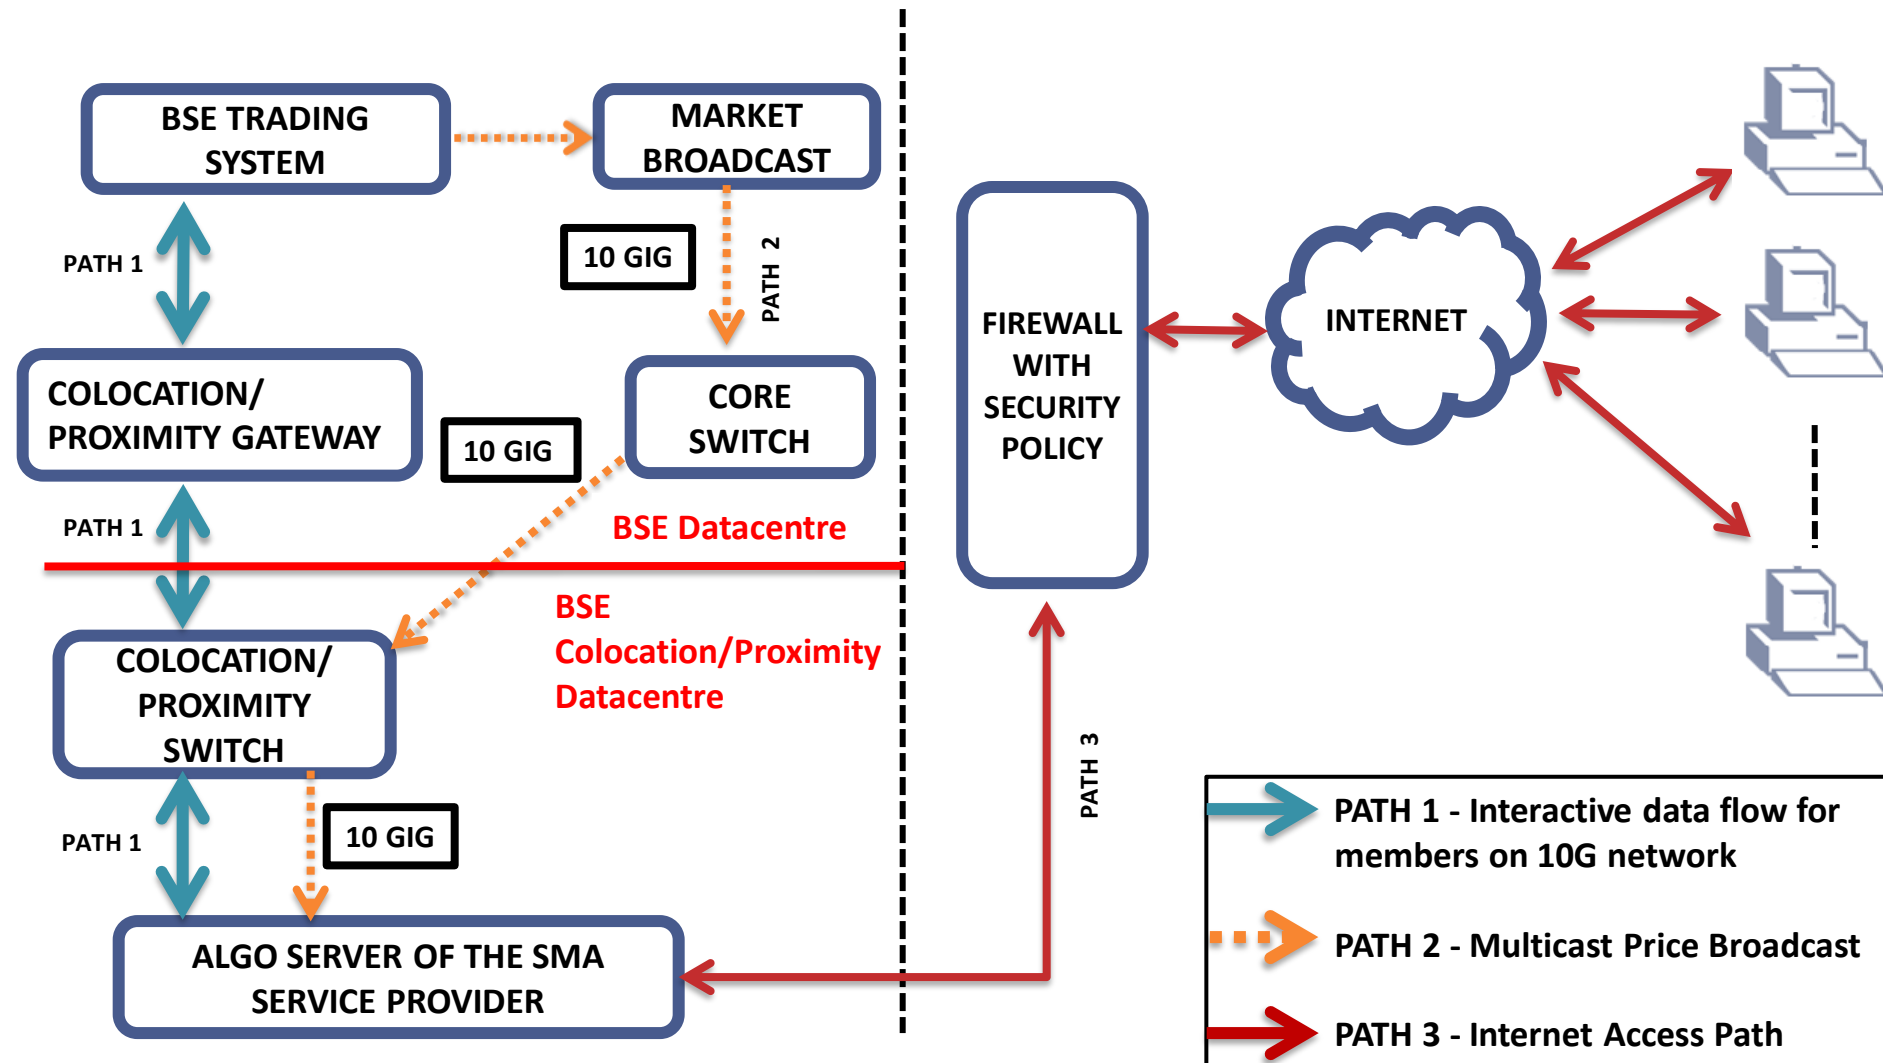 BSE TRADING
SYSTEM
MARKET
BROADCAST
PATH 1
10 GIG
PATH 2
COLOCATION/
PROXIMITY GATEWAY
10 GIG
CORE
SWITCH
PATH 1
BSE Datacentre
BSE
Colocation/Proximity
Datacentre
COLOCATION/
PROXIMITY
SWITCH
PATH 1
10 GIG
ALGO SERVER OF THE SMA
SERVICE PROVIDER
FIREWALL
WITH
SECURITY
POLICY
INTERNET
PATH 3
PATH 1 - Interactive data flow for
members on 10G network
PATH 2 - Multicast Price Broadcast
PATH 3 - Internet Access Path